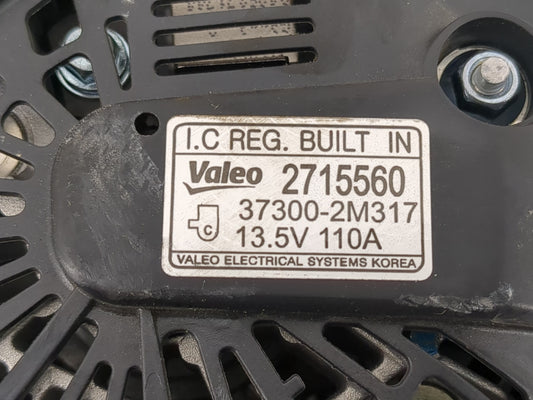 I.C REG. BUILT IN
Valeo 2715560
C 37300-2M317
13.5V 110A
VALEO ELECTRICAL SYSTEMS KOREA